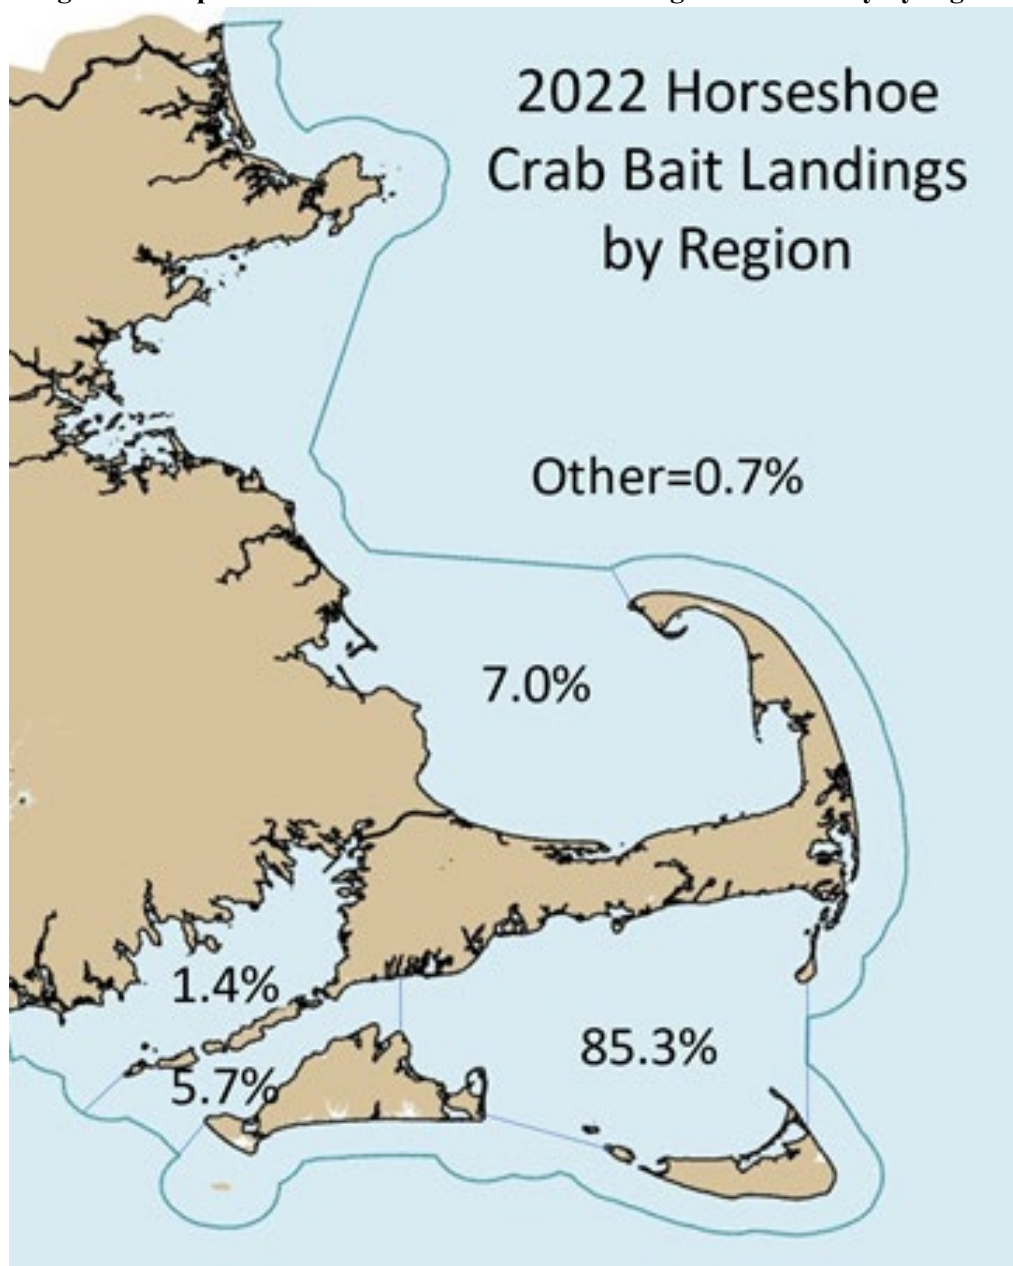 2022 Horseshoe
Crab Bait Landings
by Region
Other=0.7%
7.0%
1.4%
85.3%
5.7%